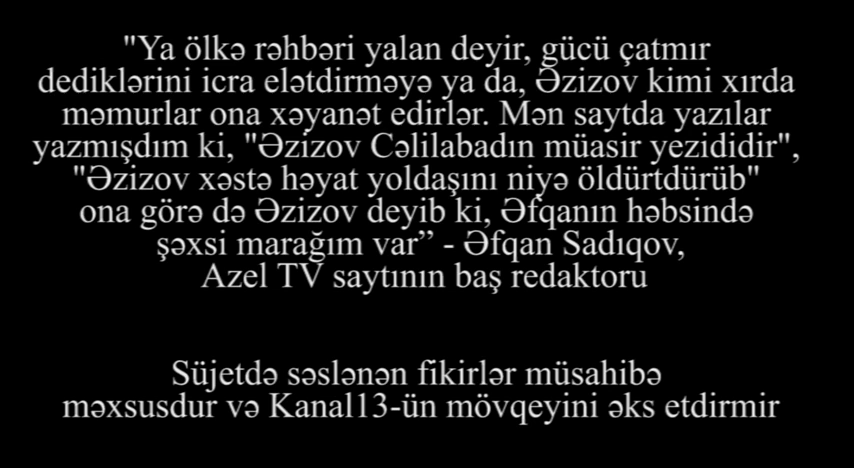 "Ya ölkə rəhbəri yalan deyir, gücü çatmır
dediklərini icra elətdirməyə ya da, Əzizov kimi xırda
məmurlar ona xəyanət edirlər. Mən saytda yazılar
yazmışdım ki, "Əzizov Cəlilabadın müasir yezididir",
"Əzizov xəstə həyat yoldaşını niyə öldürtdürüb"
ona görə də Əzizov deyib ki, Əfqanın həbsində
şəxsi marağım var” - Əfqan Sadıqov,
Azel TV saytının baş redaktoru
Süjetdə səslənən fikirlər müsahibə
məxsusdur və Kanal13-ün mövqeyini əks etdirmir